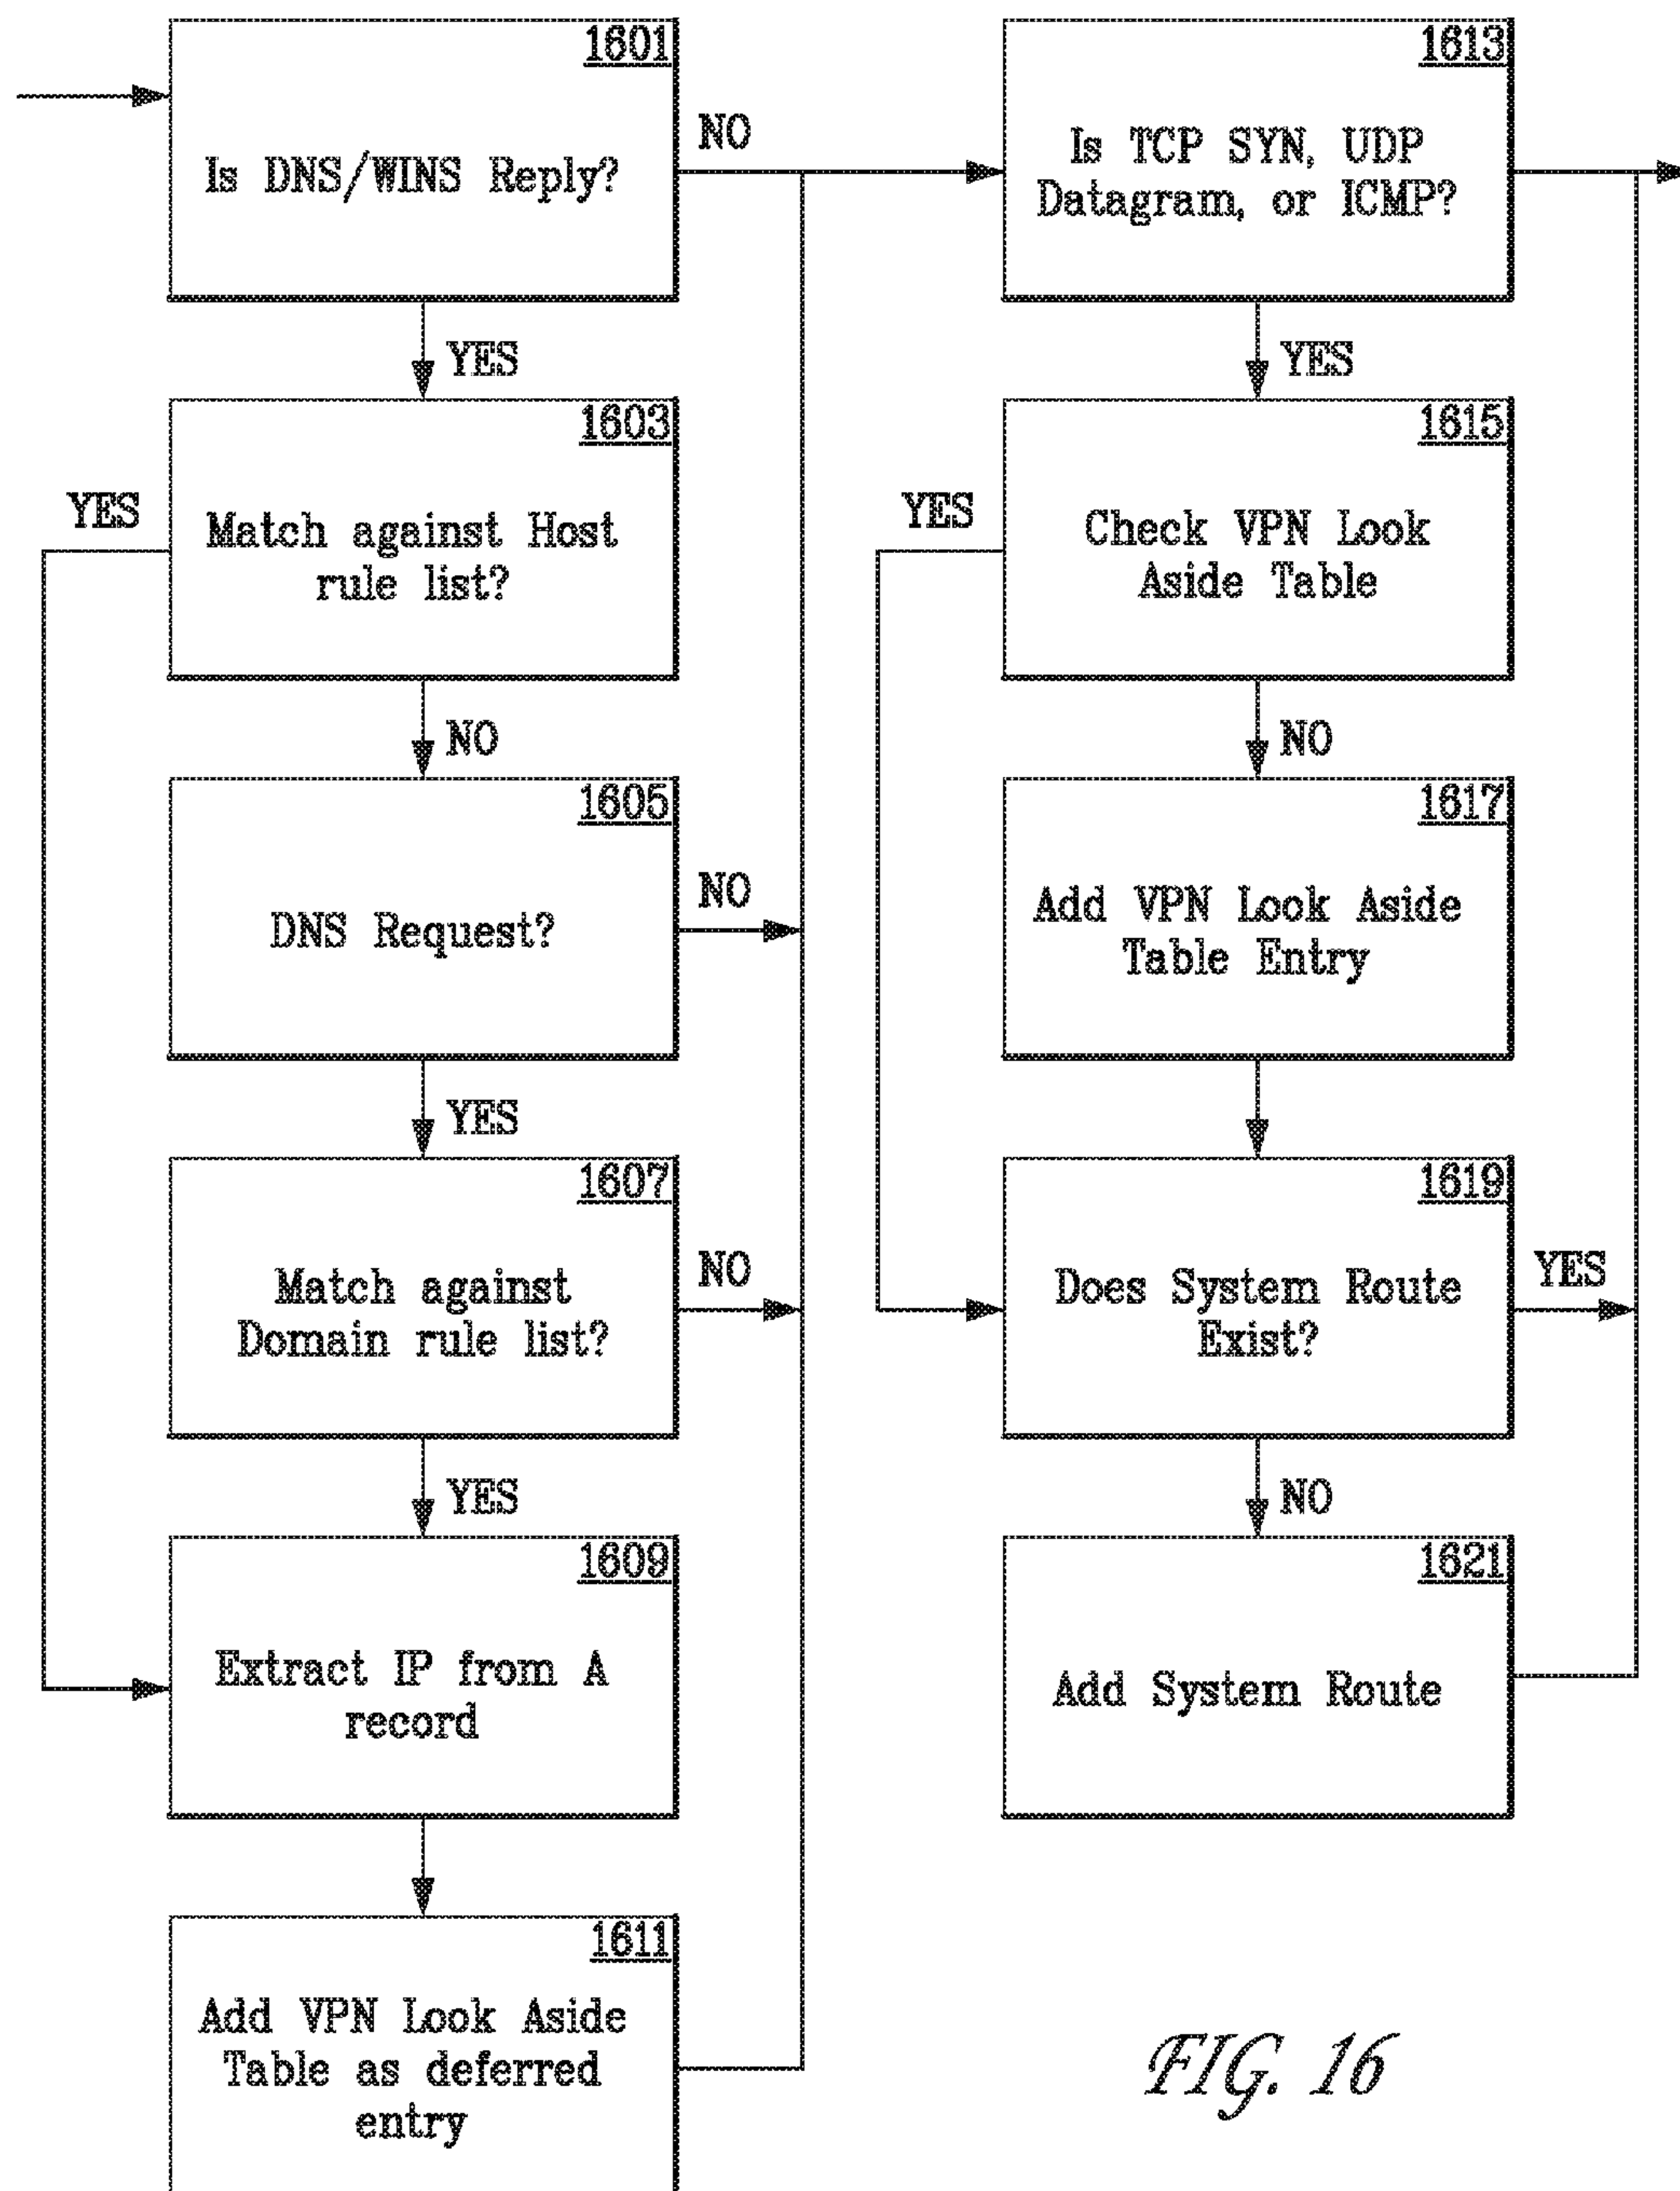 1601
Is DNS/WINS Reply?
NO
YES
1603
YES
Match against Host
rule list?
NO
1605
DNS Request?
NO
YES
1607
Match against
Domain rule list?
NO
YES
1609
Extract IP from A
record
1611
Add VPN Look Aside
Table as deferred
entry
1613
Is TCP SYN, UDP
Datagram, or ICMP?
YES
1615
YES
Check VPN Look
Aside Table
NO
1617
Add VPN Look Aside
Table Entry
1619
Does System Route
Exist?
YES
NO
1621
Add System Route
FIG. 16